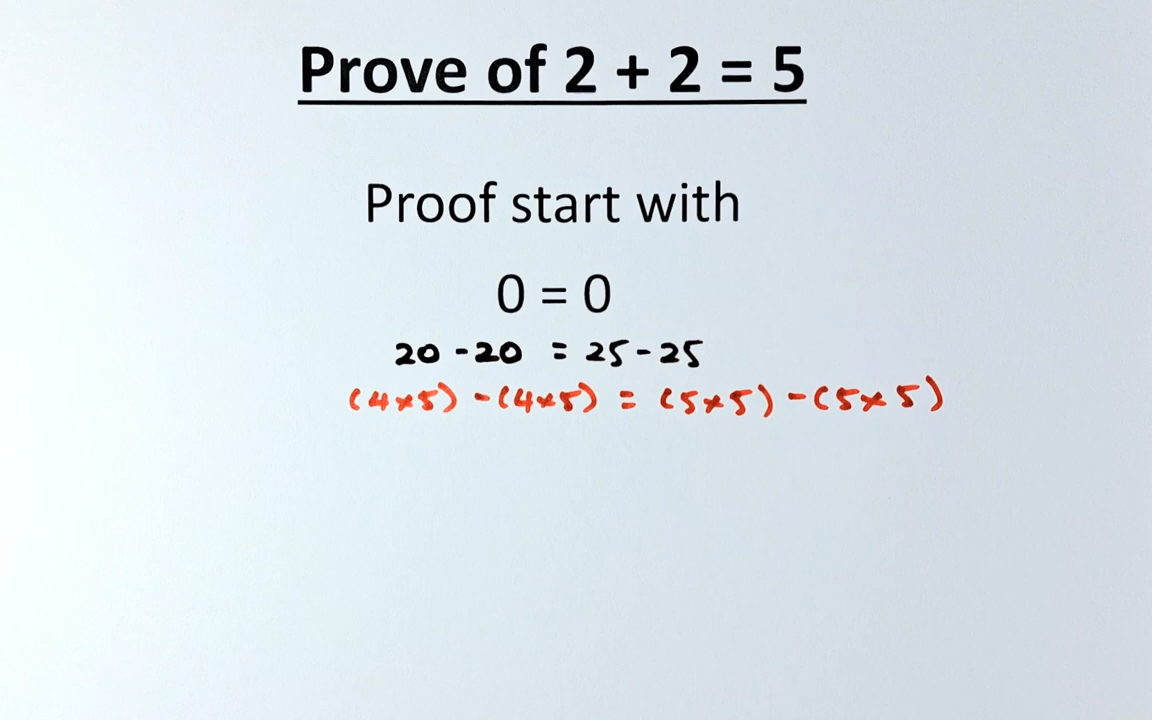 Prove of 2 + 2 = 5
Proof start with
0 = 0
20 - 20 = 25 - 25
(4×5) - (4×5) = (5×5) - (5×5)